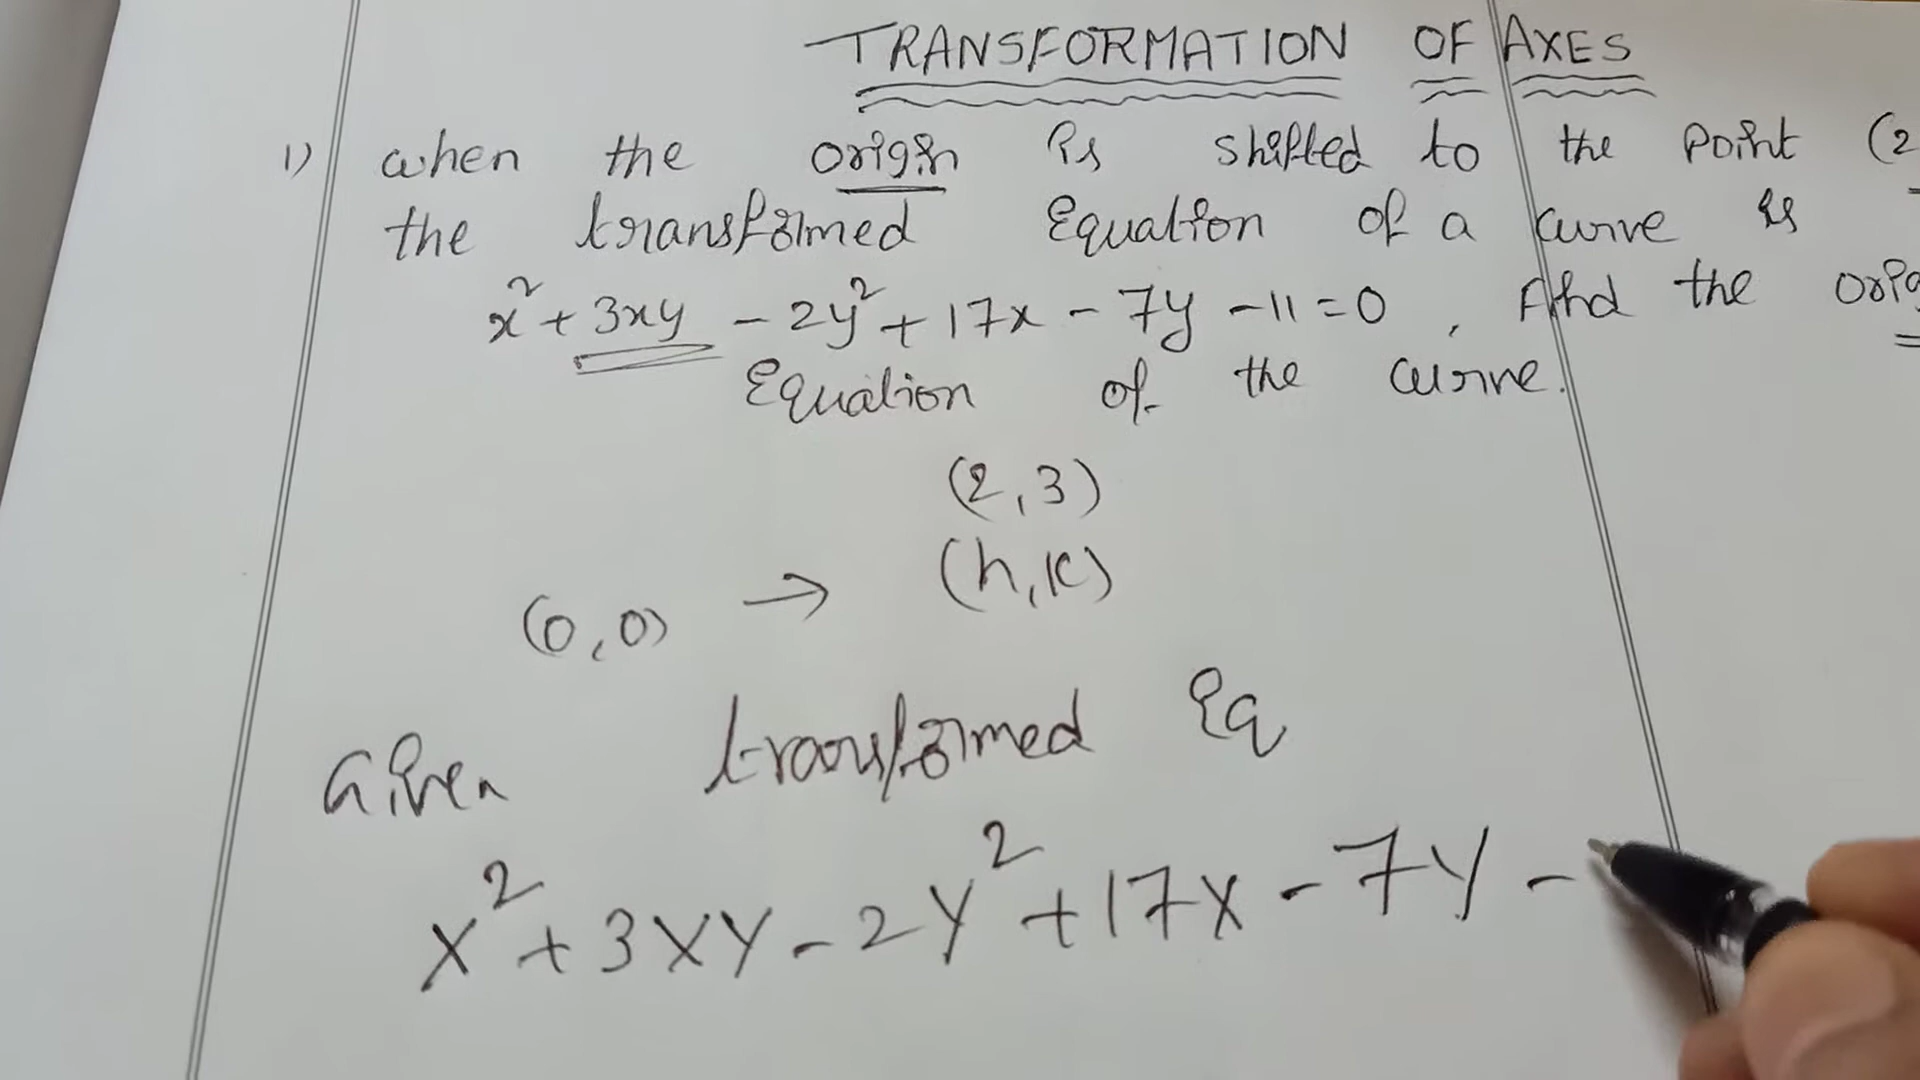 TRANSFORMATION OF AXES
1) when the origin is shifted to the point (2
the transformed Equation of a curve is
x² + 3xy - 2y² + 17x - 7y - 11 = 0 , find the
Equation of the curve.
(2,3)
(0,0) → (h,k)
Given transformed Eq
X² + 3XY - 2Y² + 17X - 7Y -